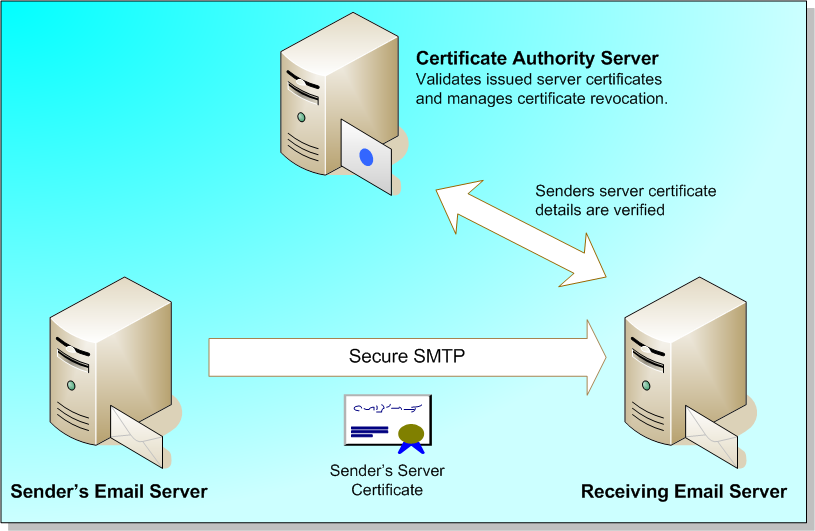 Certificate Authority Server
Validates issued server certificates
and manages certificate revocation.
Senders server certificate
details are verified
Secure SMTP
Sender's Server
Certificate
Sender's Email Server
Receiving Email Server